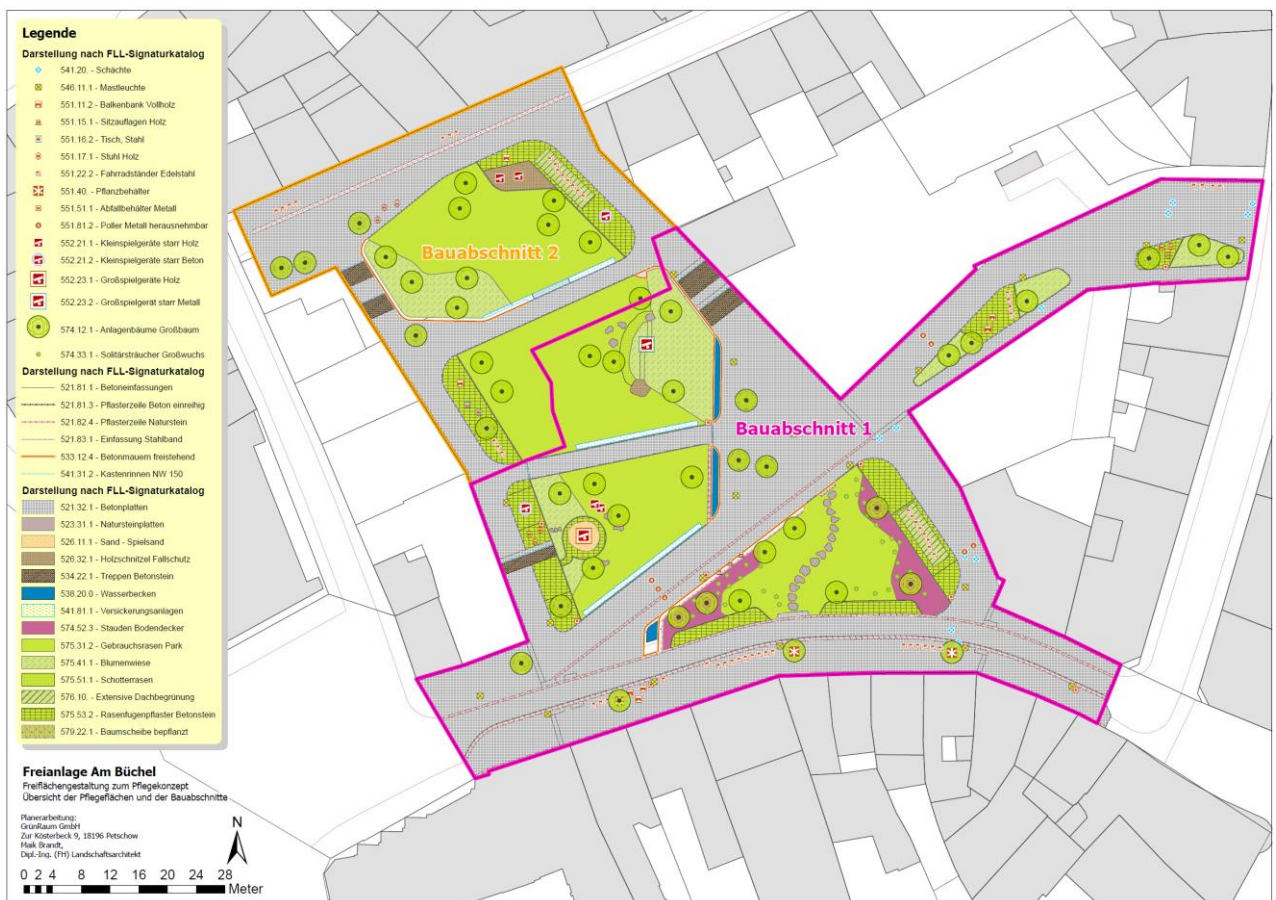 Legende
Darstellung nach FLL-Signaturkatalog
541.20. - Schächte
546.11.1 - Mastleuchte
551.11.2 - Balkenbank Vollholz
551.15.1 - Sitzauflagen Holz
551.16.2 - Tisch, Stahl
551.17.1 - Stuhl Holz
551.22.2 - Fahrradständer Edelstahl
551.40. - Pflanzbehälter
551.51.1 - Abfallbehälter Metall
551.81.2 - Poller Metall herausnehmbar
552.21.1 - Kleinspielgeräte starr Holz
552.21.2 - Kleinspielgeräte starr Beton
552.23.1 - Großspielgeräte Holz
552.23.2 - Großspielgerät starr Metall
574.12.1 - Anlagenbäume Großbaum
574.33.1 - Solitärsträucher Großwuchs
Darstellung nach FLL-Signaturkatalog
521.81.1 - Betoneinfassungen
521.81.3 - Pflasterzeile Beton einreihig
521.82.4 - Pflasterzeile Naturstein
521.83.1 - Einfassung Stahlband
533.12.4 - Betonmauern freistehend
541.31.2 - Kastenrinnen NW 150
Darstellung nach FLL-Signaturkatalog
521.32.1 - Betonplatten
523.31.1 - Natursteinplatten
526.11.1 - Sand - Spielsand
526.32.1 - Holzschnitzel Fallschutz
534.22.1 - Treppen Betonstein
538.20.0 - Wasserbecken
541.81.1 - Versickerungsanlagen
574.52.3 - Stauden Bodendecker
575.31.2 - Gebrauchsrasen Park
575.41.1 - Blumenwiese
575.51.1 - Schotterrasen
576.10. - Extensive Dachbegrünung
575.53.2 - Rasenfugenpflaster Betonstein
579.22.1 - Baumscheibe bepflanzt
Freianlage Am Büchel
Freiflächengestaltung zum Pflegekonzept
Übersicht der Pflegeflächen und der Bauabschnitte
Planerarbeitung:
GrünRaum GmbH
Zur Kösterbeck 9, 18196 Petschow
Maik Brandt,
Dipl.-Ing. (FH) Landschaftsarchitekt
N
0 2 4 8 12 16 20 24 28
Meter
Bauabschnitt 2
Bauabschnitt 1